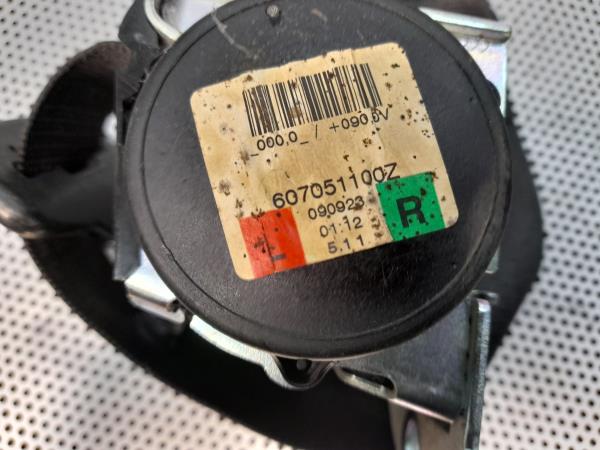 _000.0_ / +090.0V
607051100Z
090923
01:12
5.11
L
R